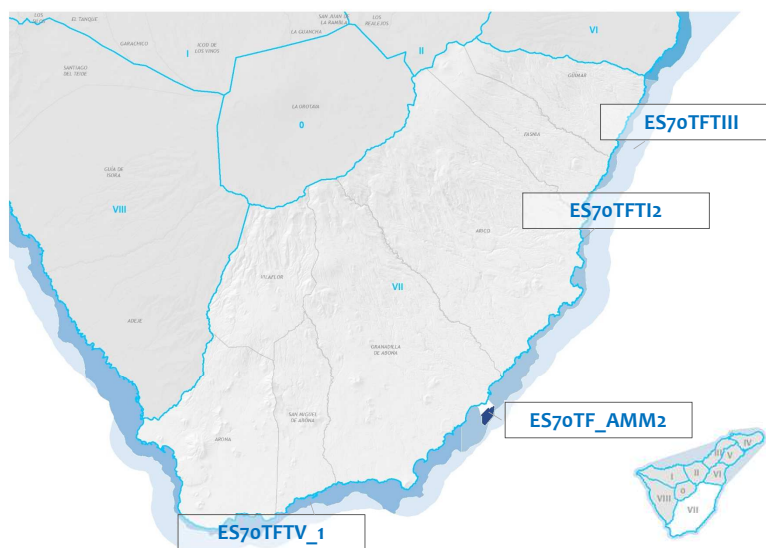 LOS
SILOS
EL TANQUE
GARACHICO
SAN JUAN DE
LA RAMBLA
LA GUANCHA
LOS
REALEJOS
ICOD DE
LOS VINOS
I
II
VI
SANTIAGO
DEL TEIDE
GÜÍMAR
LA OROTAVA
0
ES70TFTIII
FASNIA
GUÍA DE
ISORA
VIII
ES70TFTI2
ARICO
VILAFLOR
VII
ADEJE
GRANADILLA
DE ABONA
SAN MIGUEL
DE ABONA
ES70TF_AMM2
ARONA
ES70TFTV_1
I
II
III
IV
V
VI
0
VIII
VII